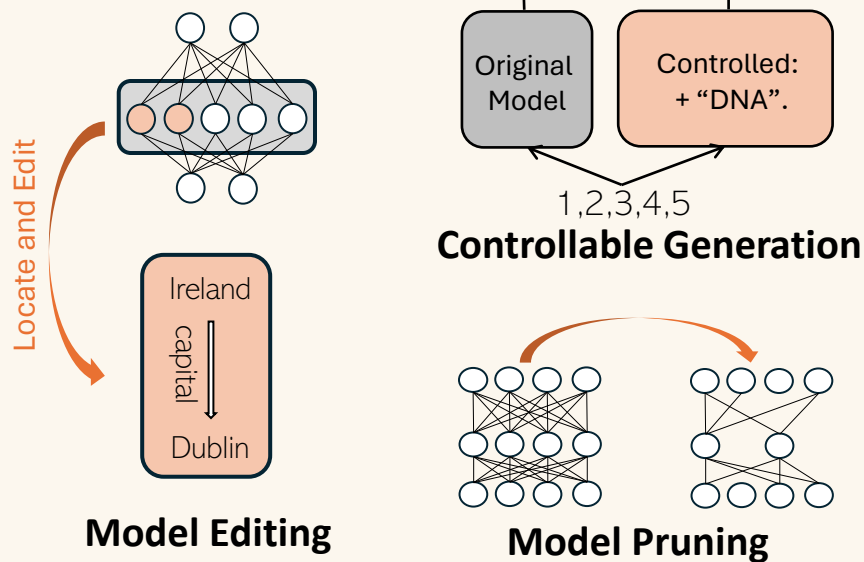 Original
Model
Controlled:
+ “DNA”.
1,2,3,4,5
Controllable Generation
Locate and Edit
Ireland
capital
Dublin
Model Editing
Model Pruning